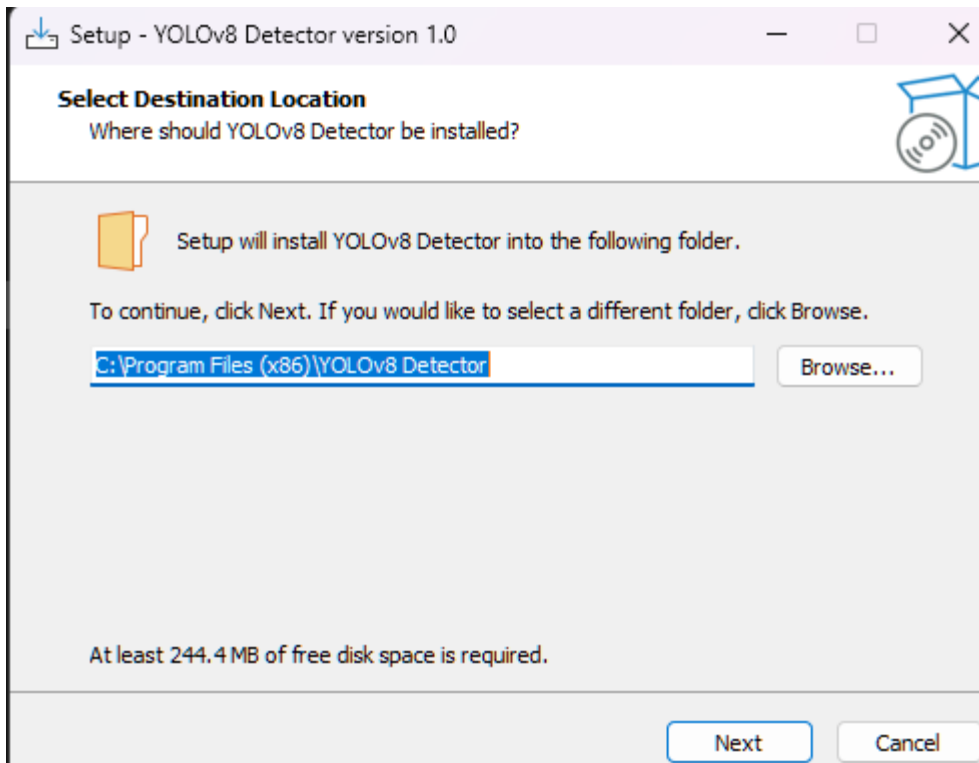 Setup - YOLOv8 Detector version 1.0
Select Destination Location
Where should YOLOv8 Detector be installed?
Setup will install YOLOv8 Detector into the following folder.
To continue, click Next. If you would like to select a different folder, click Browse.
C:\Program Files (x86)\YOLOv8 Detector
Browse...
At least 244.4 MB of free disk space is required.
Next
Cancel